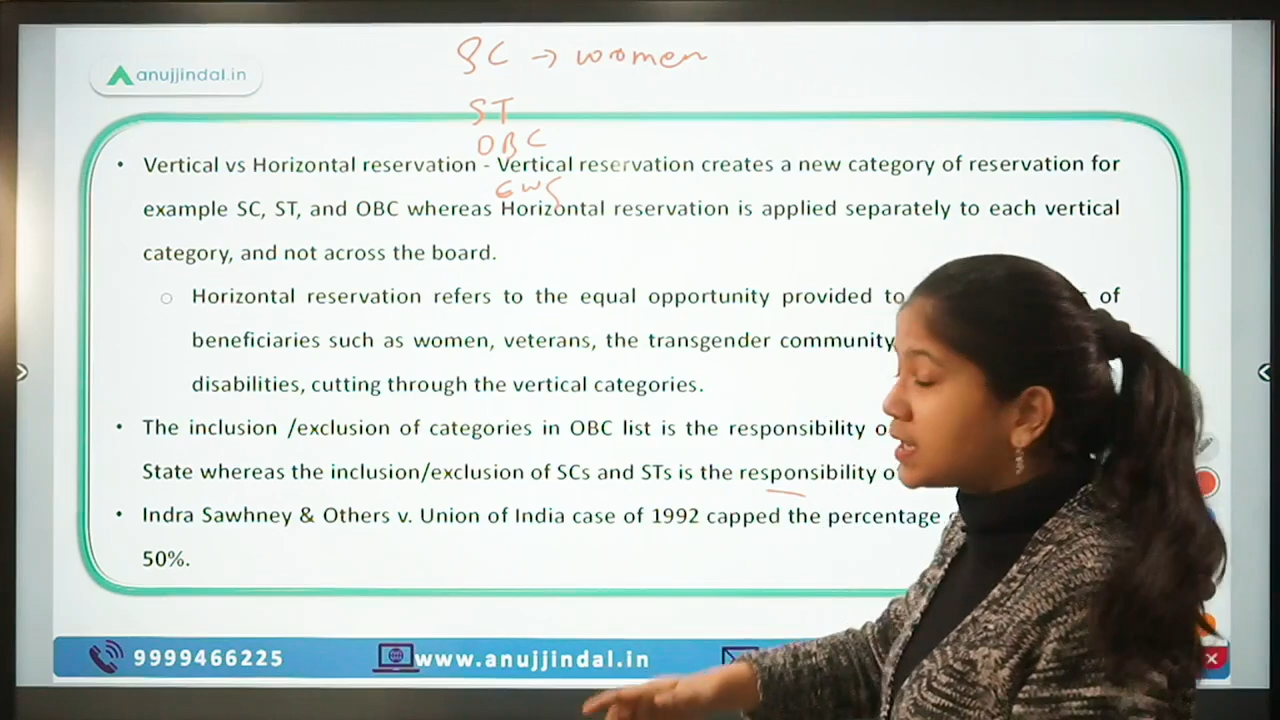 SC → women
anujjindal.in
ST
OBC
• Vertical vs Horizontal reservation - Vertical reservation creates a new category of reservation for
EWS
example SC, ST, and OBC whereas Horizontal reservation is applied separately to each vertical
category, and not across the board.
○ Horizontal reservation refers to the equal opportunity provided to of
beneficiaries such as women, veterans, the transgender community,
disabilities, cutting through the vertical categories.
• The inclusion /exclusion of categories in OBC list is the responsibility
State whereas the inclusion/exclusion of SCs and STs is the responsibility
• Indra Sawhney & Others v. Union of India case of 1992 capped the percentage
50%.
9999466225
www.anujjindal.in